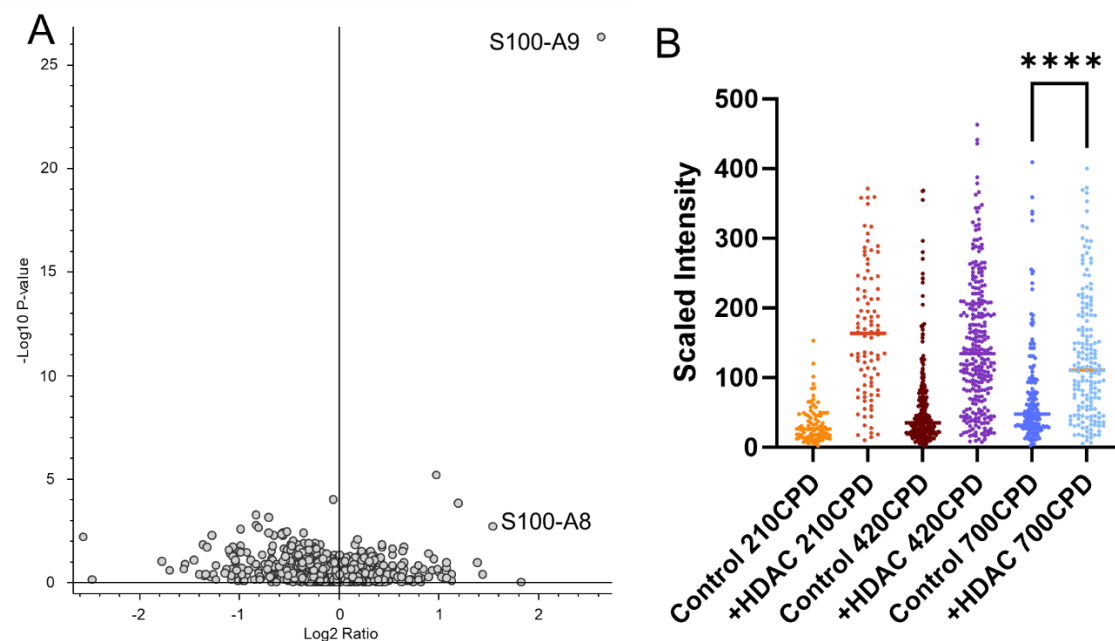 A
S100-A9
25
20
15
10
5
0
S100-A8
-Log10 P-value
-2
-1
0
1
2
Log2 Ratio
B
****
500
400
300
200
100
0
Scaled Intensity
Control 210CPD
+HDAC 210CPD
Control 420CPD
+HDAC 420CPD
Control 700CPD
+HDAC 700CPD